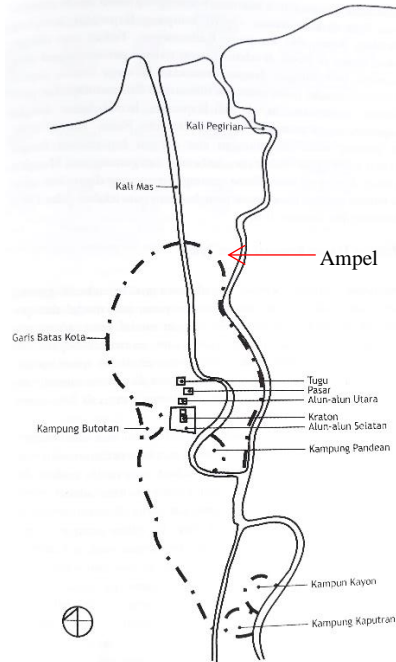 Kali Pegirian
Kali Mas
Ampel
Garis Batas Kota
Tugu
Pasar
Alun-alun Utara
Kraton
Kampung Butotan
Alun-alun Selatan
Kampung Pandean
Kampun Kayon
Kampung Kaputran